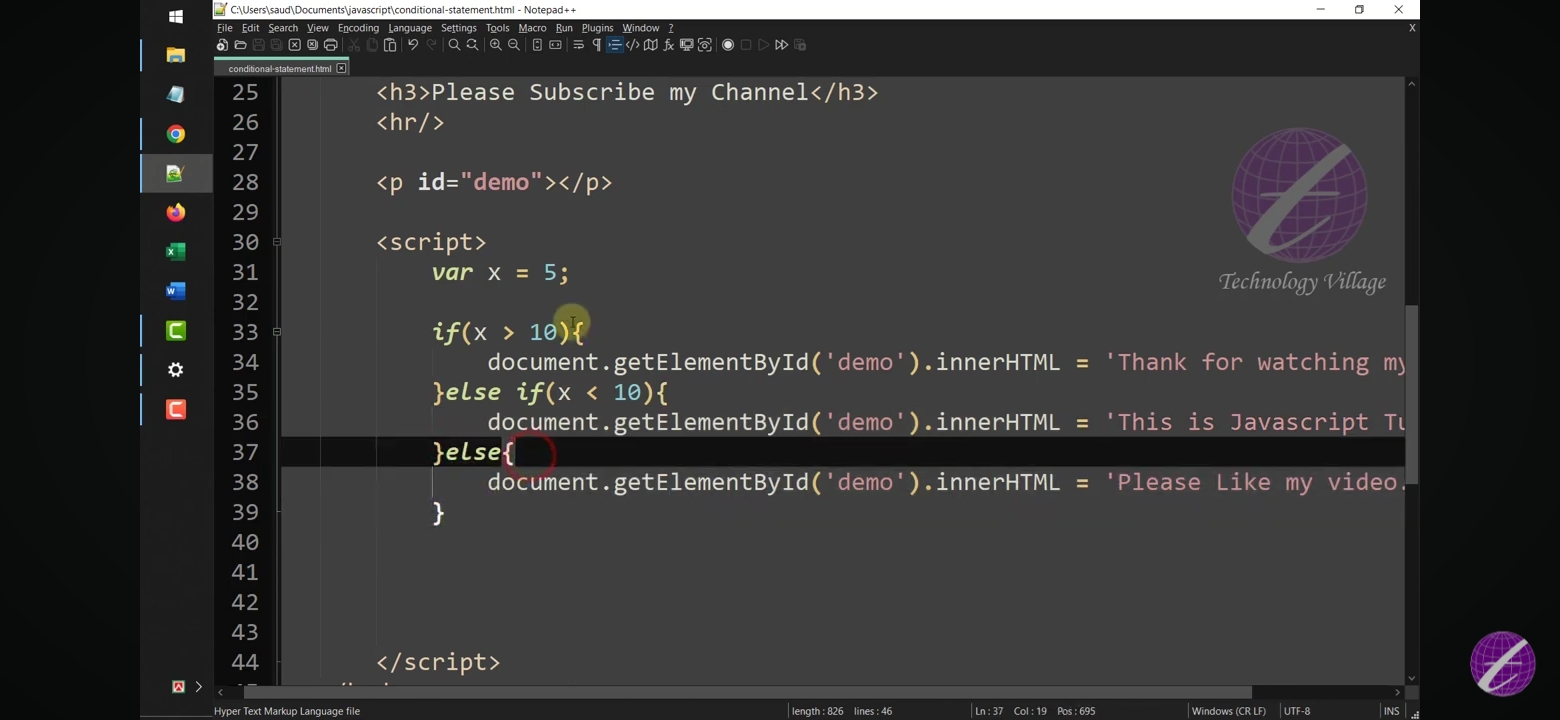 C:\Users\saud\Documents\javascript\conditional-statement.html - Notepad++
File Edit Search View Encoding Language Settings Tools Macro Run Plugins Window ? X
conditional-statement.html
25 <h3>Please Subscribe my Channel</h3>
26 <hr/>
27
28 <p id="demo"></p>
29
30 <script>
31 var x = 5;
32
33 if(x > 10){
34 document.getElementById('demo').innerHTML = 'Thank for watching my
35 }else if(x < 10){
36 document.getElementById('demo').innerHTML = 'This is Javascript Tu
37 }else{
38 document.getElementById('demo').innerHTML = 'Please Like my video.
39 }
40
41
42
43
44 </script>
Technology Village
Hyper Text Markup Language file length : 826 lines : 46 Ln : 37 Col : 19 Pos : 695 Windows (CR LF) UTF-8 INS